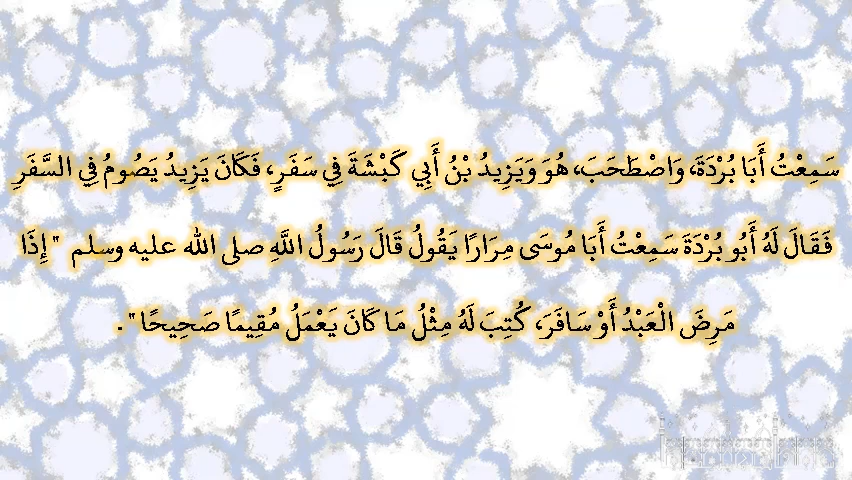 سَمِعْتُ أَبَا بُرْدَةَ، وَاصْطَحَبَ، هُوَ وَيَزِيدُ بْنُ أَبِي كَبْشَةَ فِي سَفَرٍ، فَكَانَ يَزِيدُ يَصُومُ فِي السَّفَرِ
فَقَالَ لَهُ أَبُو بُرْدَةَ سَمِعْتُ أَبَا مُوسَى مِرَارًا يَقُولُ قَالَ رَسُولُ اللَّهِ صلى الله عليه وسلم ‏"‏ إِذَا
مَرِضَ الْعَبْدُ أَوْ سَافَرَ، كُتِبَ لَهُ مِثْلُ مَا كَانَ يَعْمَلُ مُقِيمًا صَحِيحًا ‏"‏‏.‏